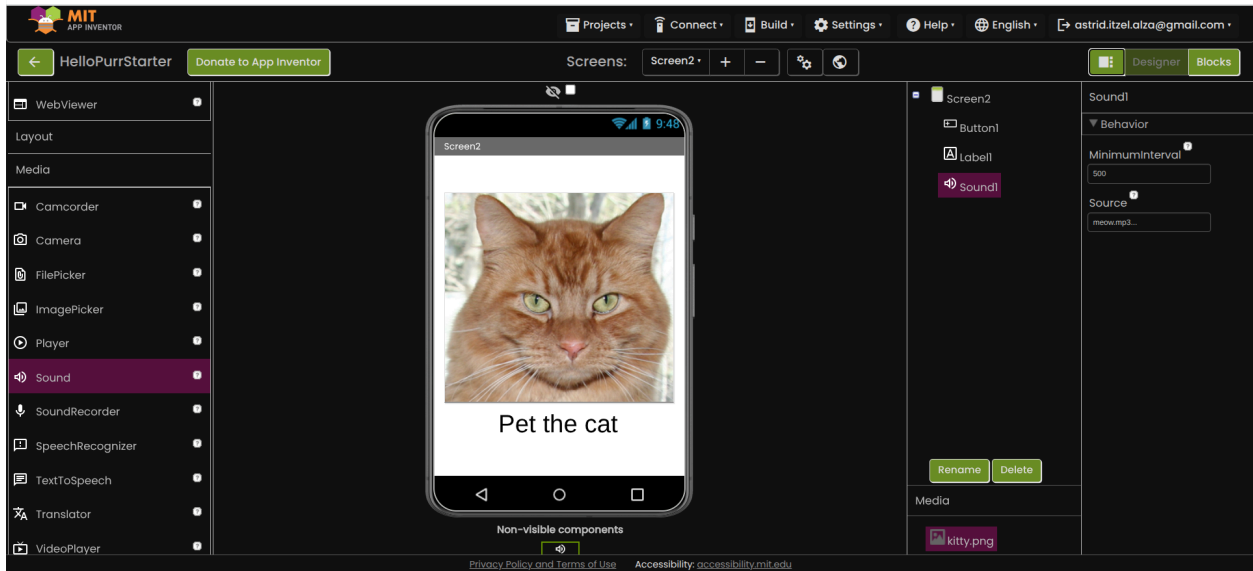 MIT
APP INVENTOR
Projects
Connect
Build
Settings
Help
English
astrid.itzel.alza@gmail.com
HelloPurrStarter
Donate to App Inventor
Screens:
Screen2
+
−
Designer
Blocks
WebViewer
?
Layout
Media
Camcorder
?
Camera
?
FilePicker
?
ImagePicker
?
Player
?
Sound
?
SoundRecorder
?
SpeechRecognizer
?
TextToSpeech
?
Translator
?
VideoPlayer
?
9:48
Screen2
Pet the cat
Non-visible components
Screen2
Button1
A Label1
Sound1
Rename
Delete
Media
kitty.png
Sound1
Behavior
MinimumInterval ?
500
Source ?
meow.mp3...
Privacy Policy and Terms of Use
Accessibility: accessibility.mit.edu